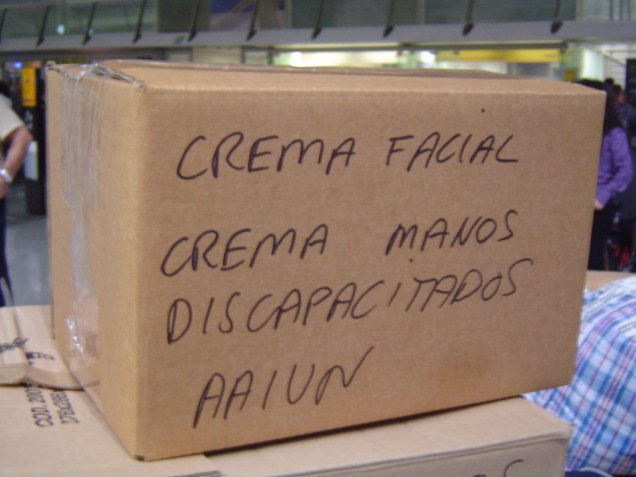 CREMA FACIAL
CREMA MANOS
DISCAPACITADOS
AAIUN